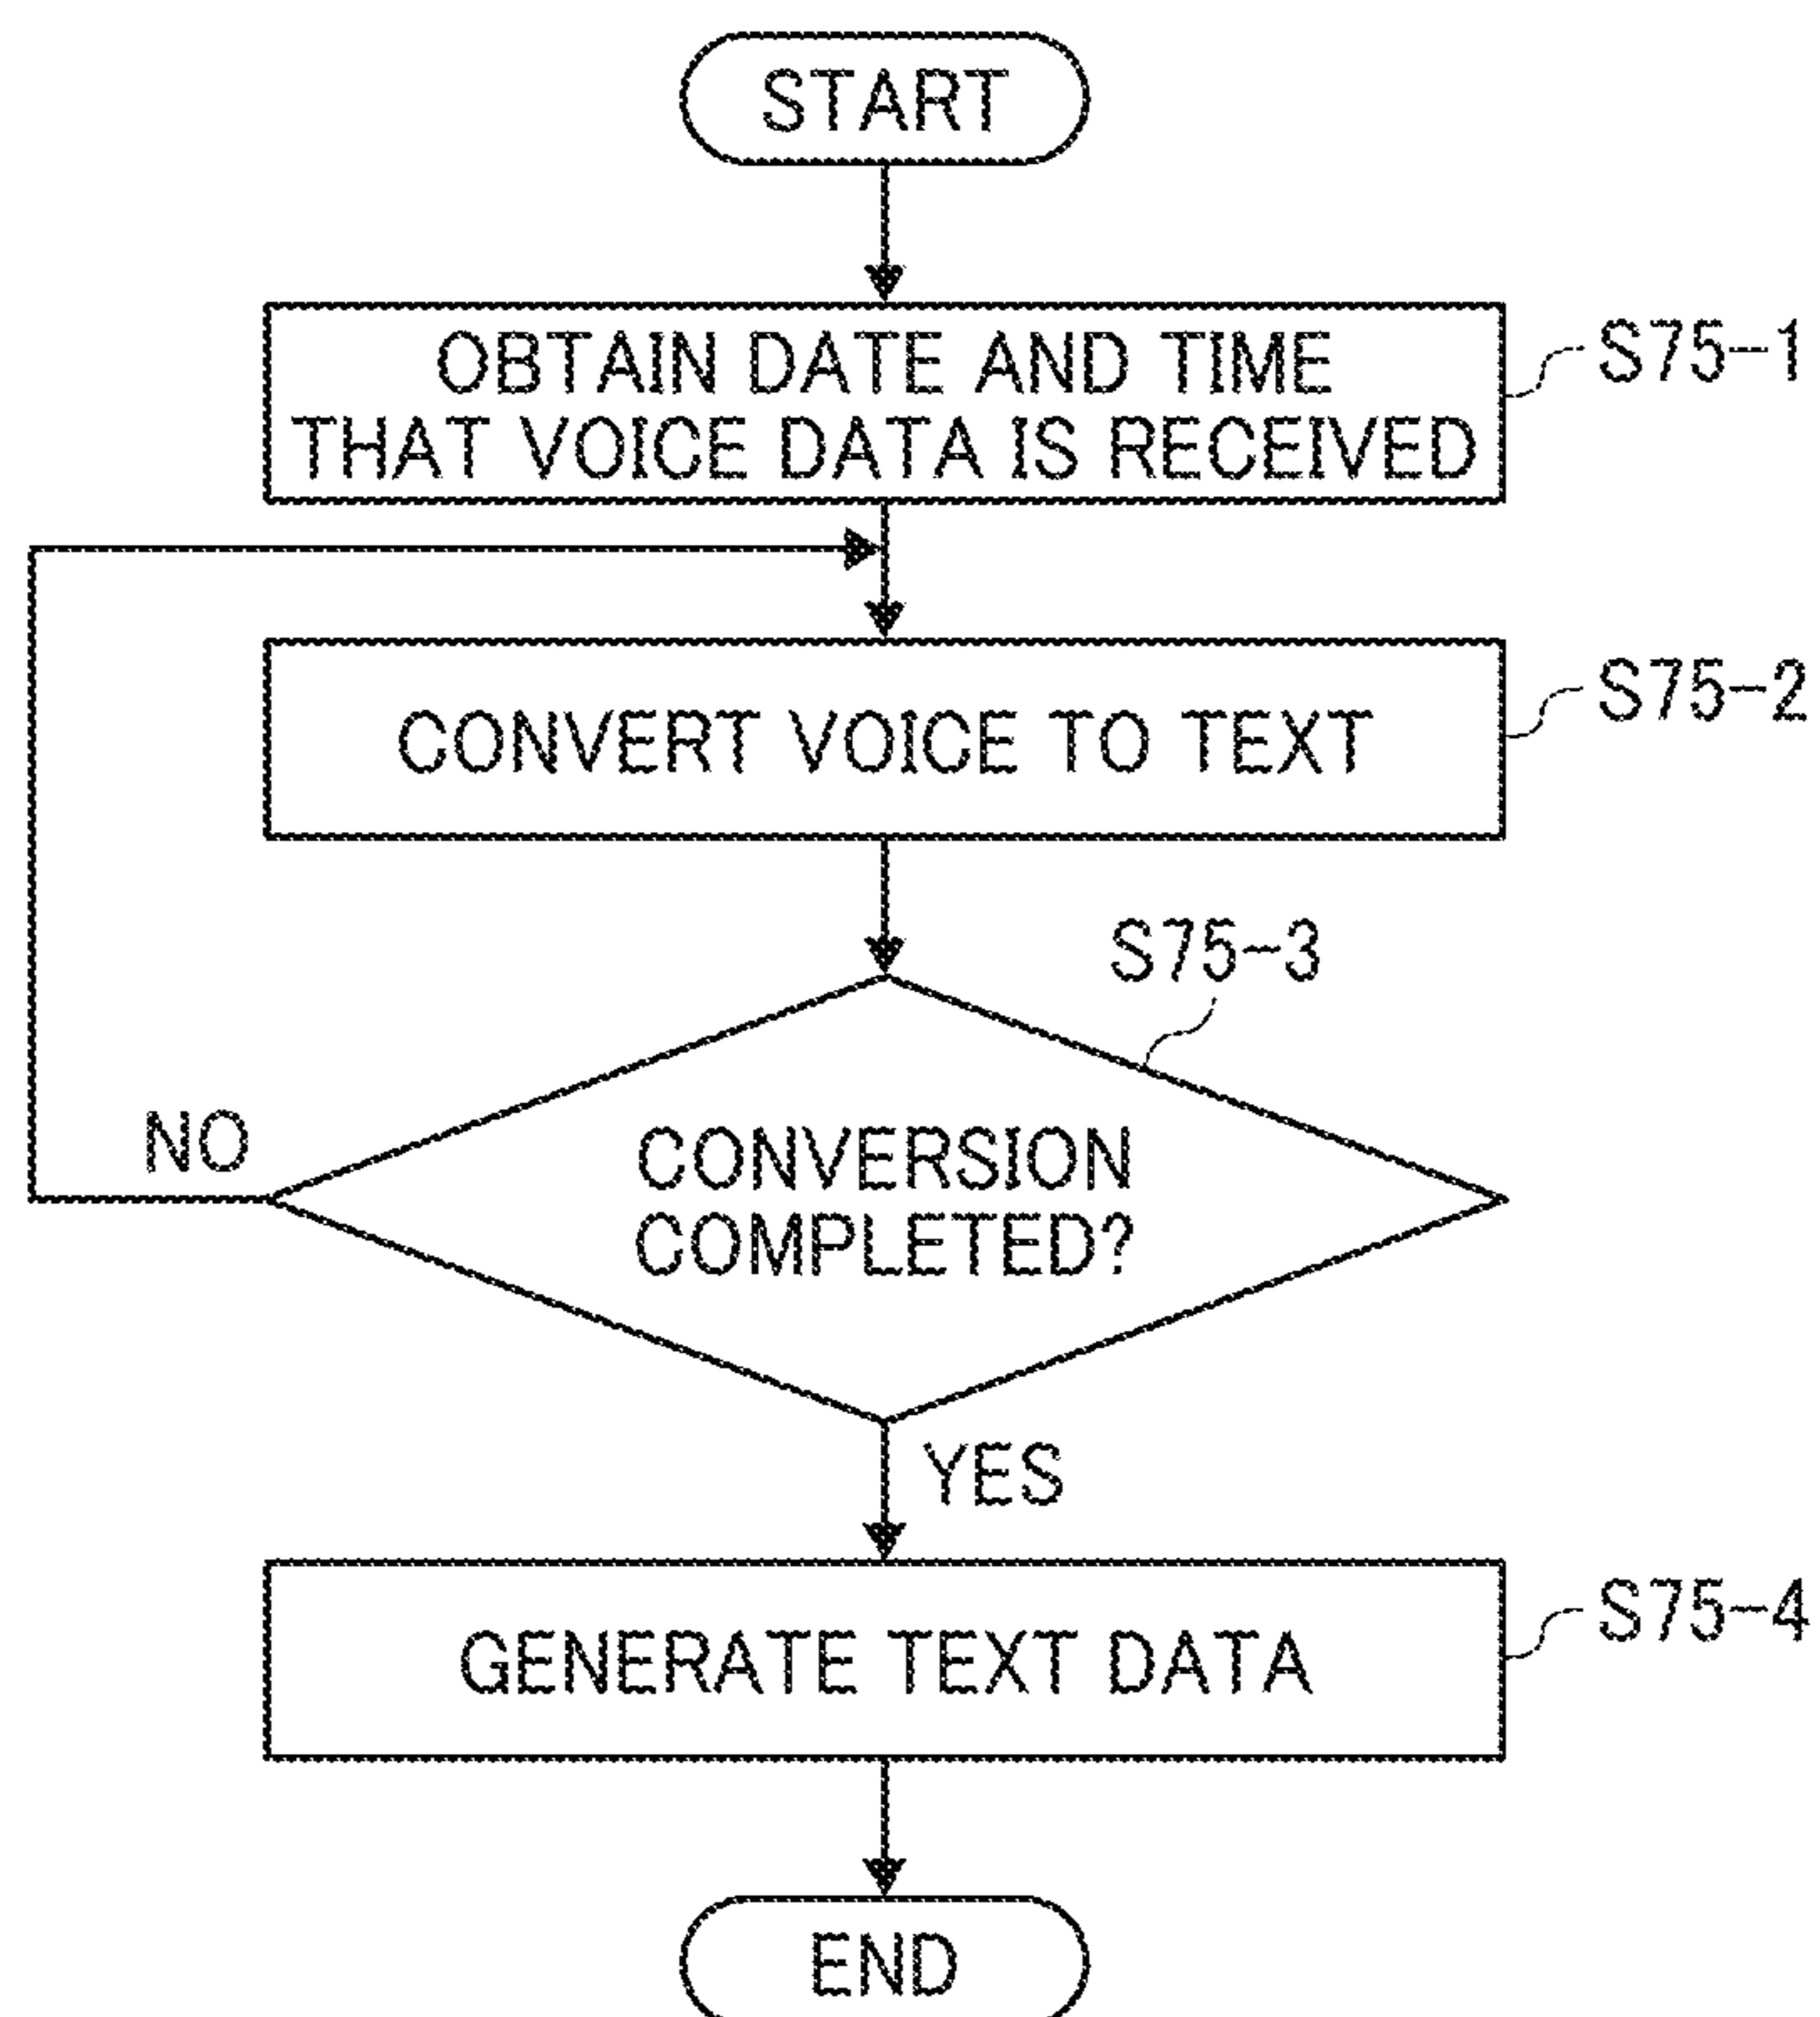 START
OBTAIN DATE AND TIME
THAT VOICE DATA IS RECEIVED
S75-1
CONVERT VOICE TO TEXT
S75-2
S75-3
CONVERSION
COMPLETED?
NO
YES
GENERATE TEXT DATA
S75-4
END